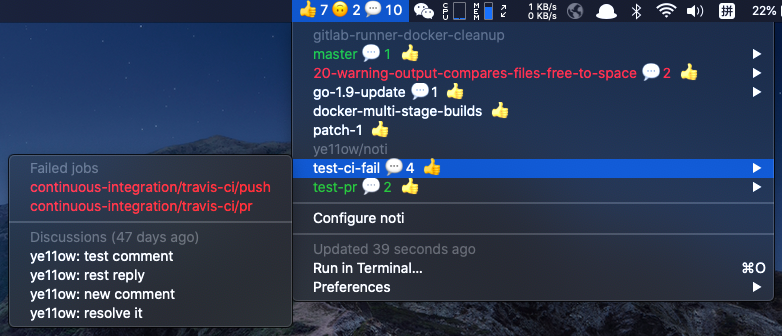 👍 7 🙃 2 💬 10 CPU MEM 1 KB/s 0 KB/s 拼 22%
gitlab-runner-docker-cleanup
master 💬 1 👍
20-warning-output-compares-files-free-to-space 💬 2 👍
go-1.9-update 💬 1 👍
docker-multi-stage-builds 👍
patch-1 👍
ye11ow/noti
test-ci-fail 💬 4 👍
test-pr 💬 2 👍
Configure noti
Updated 39 seconds ago
Run in Terminal... ⌘O
Preferences
Failed jobs
continuous-integration/travis-ci/push
continuous-integration/travis-ci/pr
Discussions (47 days ago)
ye11ow: test comment
ye11ow: rest reply
ye11ow: new comment
ye11ow: resolve it